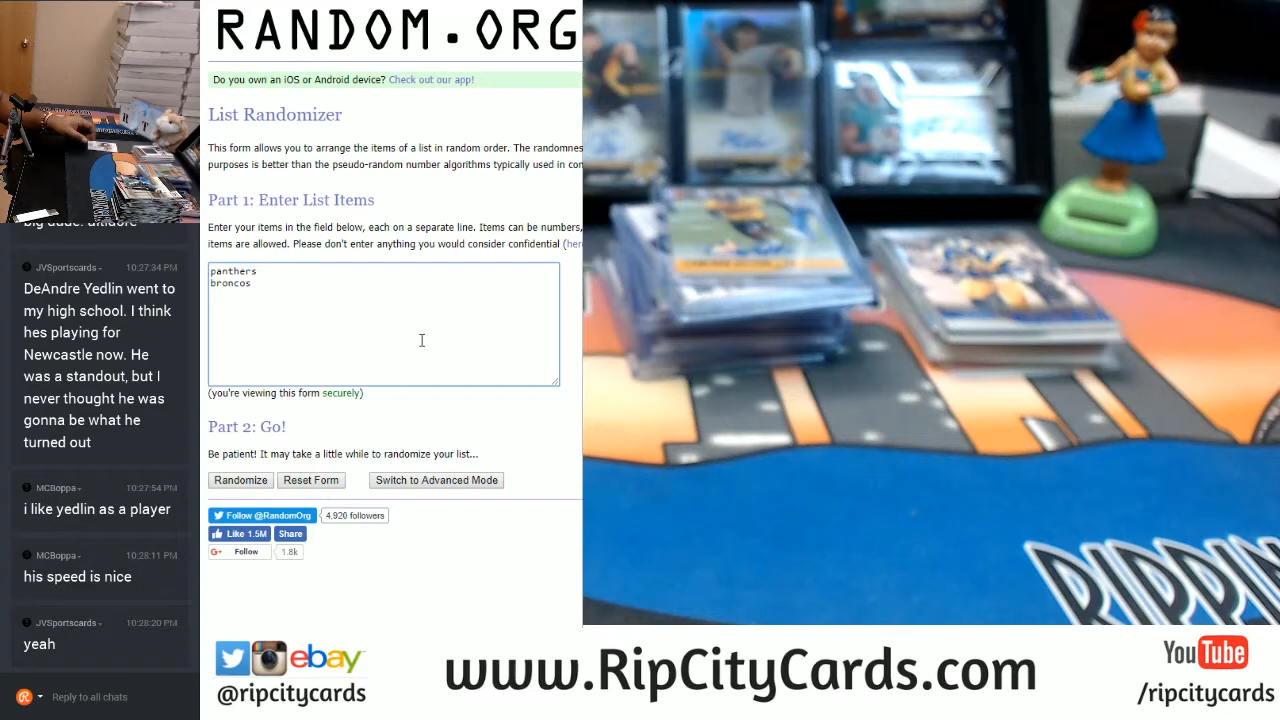 big dude. altidore
JVSportscards 10:27:34 PM
DeAndre Yedlin went to
my high school. I think
hes playing for
Newcastle now. He
was a standout, but I
never thought he was
gonna be what he
turned out
MCBoppa 10:27:54 PM
i like yedlin as a player
MCBoppa 10:28:11 PM
his speed is nice
JVSportscards 10:28:20 PM
yeah
Reply to all chats
RANDOM.ORG
Do you own an iOS or Android device? Check out our app!
List Randomizer
This form allows you to arrange the items of a list in random order. The randomnes
purposes is better than the pseudo-random number algorithms typically used in con
Part 1: Enter List Items
Enter your items in the field below, each on a separate line. Items can be numbers,
items are allowed. Please don't enter anything you would consider confidential (her
panthers
broncos
(you're viewing this form securely)
Part 2: Go!
Be patient! It may take a little while to randomize your list...
Randomize Reset Form Switch to Advanced Mode
Follow @RandomOrg 4,920 followers
Like 1.5M Share
G+ Follow 1.8k
RIPPIN
ebay
@ripcitycards
www.RipCityCards.com
YouTube
/ripcitycards